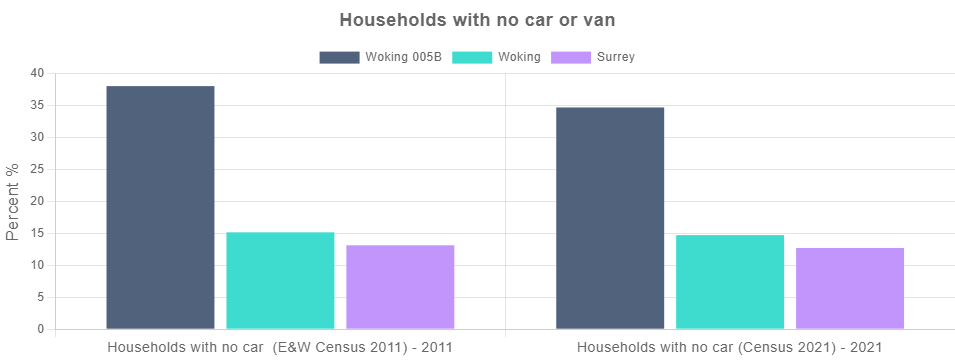 Households with no car or van
Woking 005B Woking Surrey
Percent %
40
35
30
25
20
15
10
5
0
Households with no car  (E&W Census 2011) - 2011 Households with no car (Census 2021) - 2021